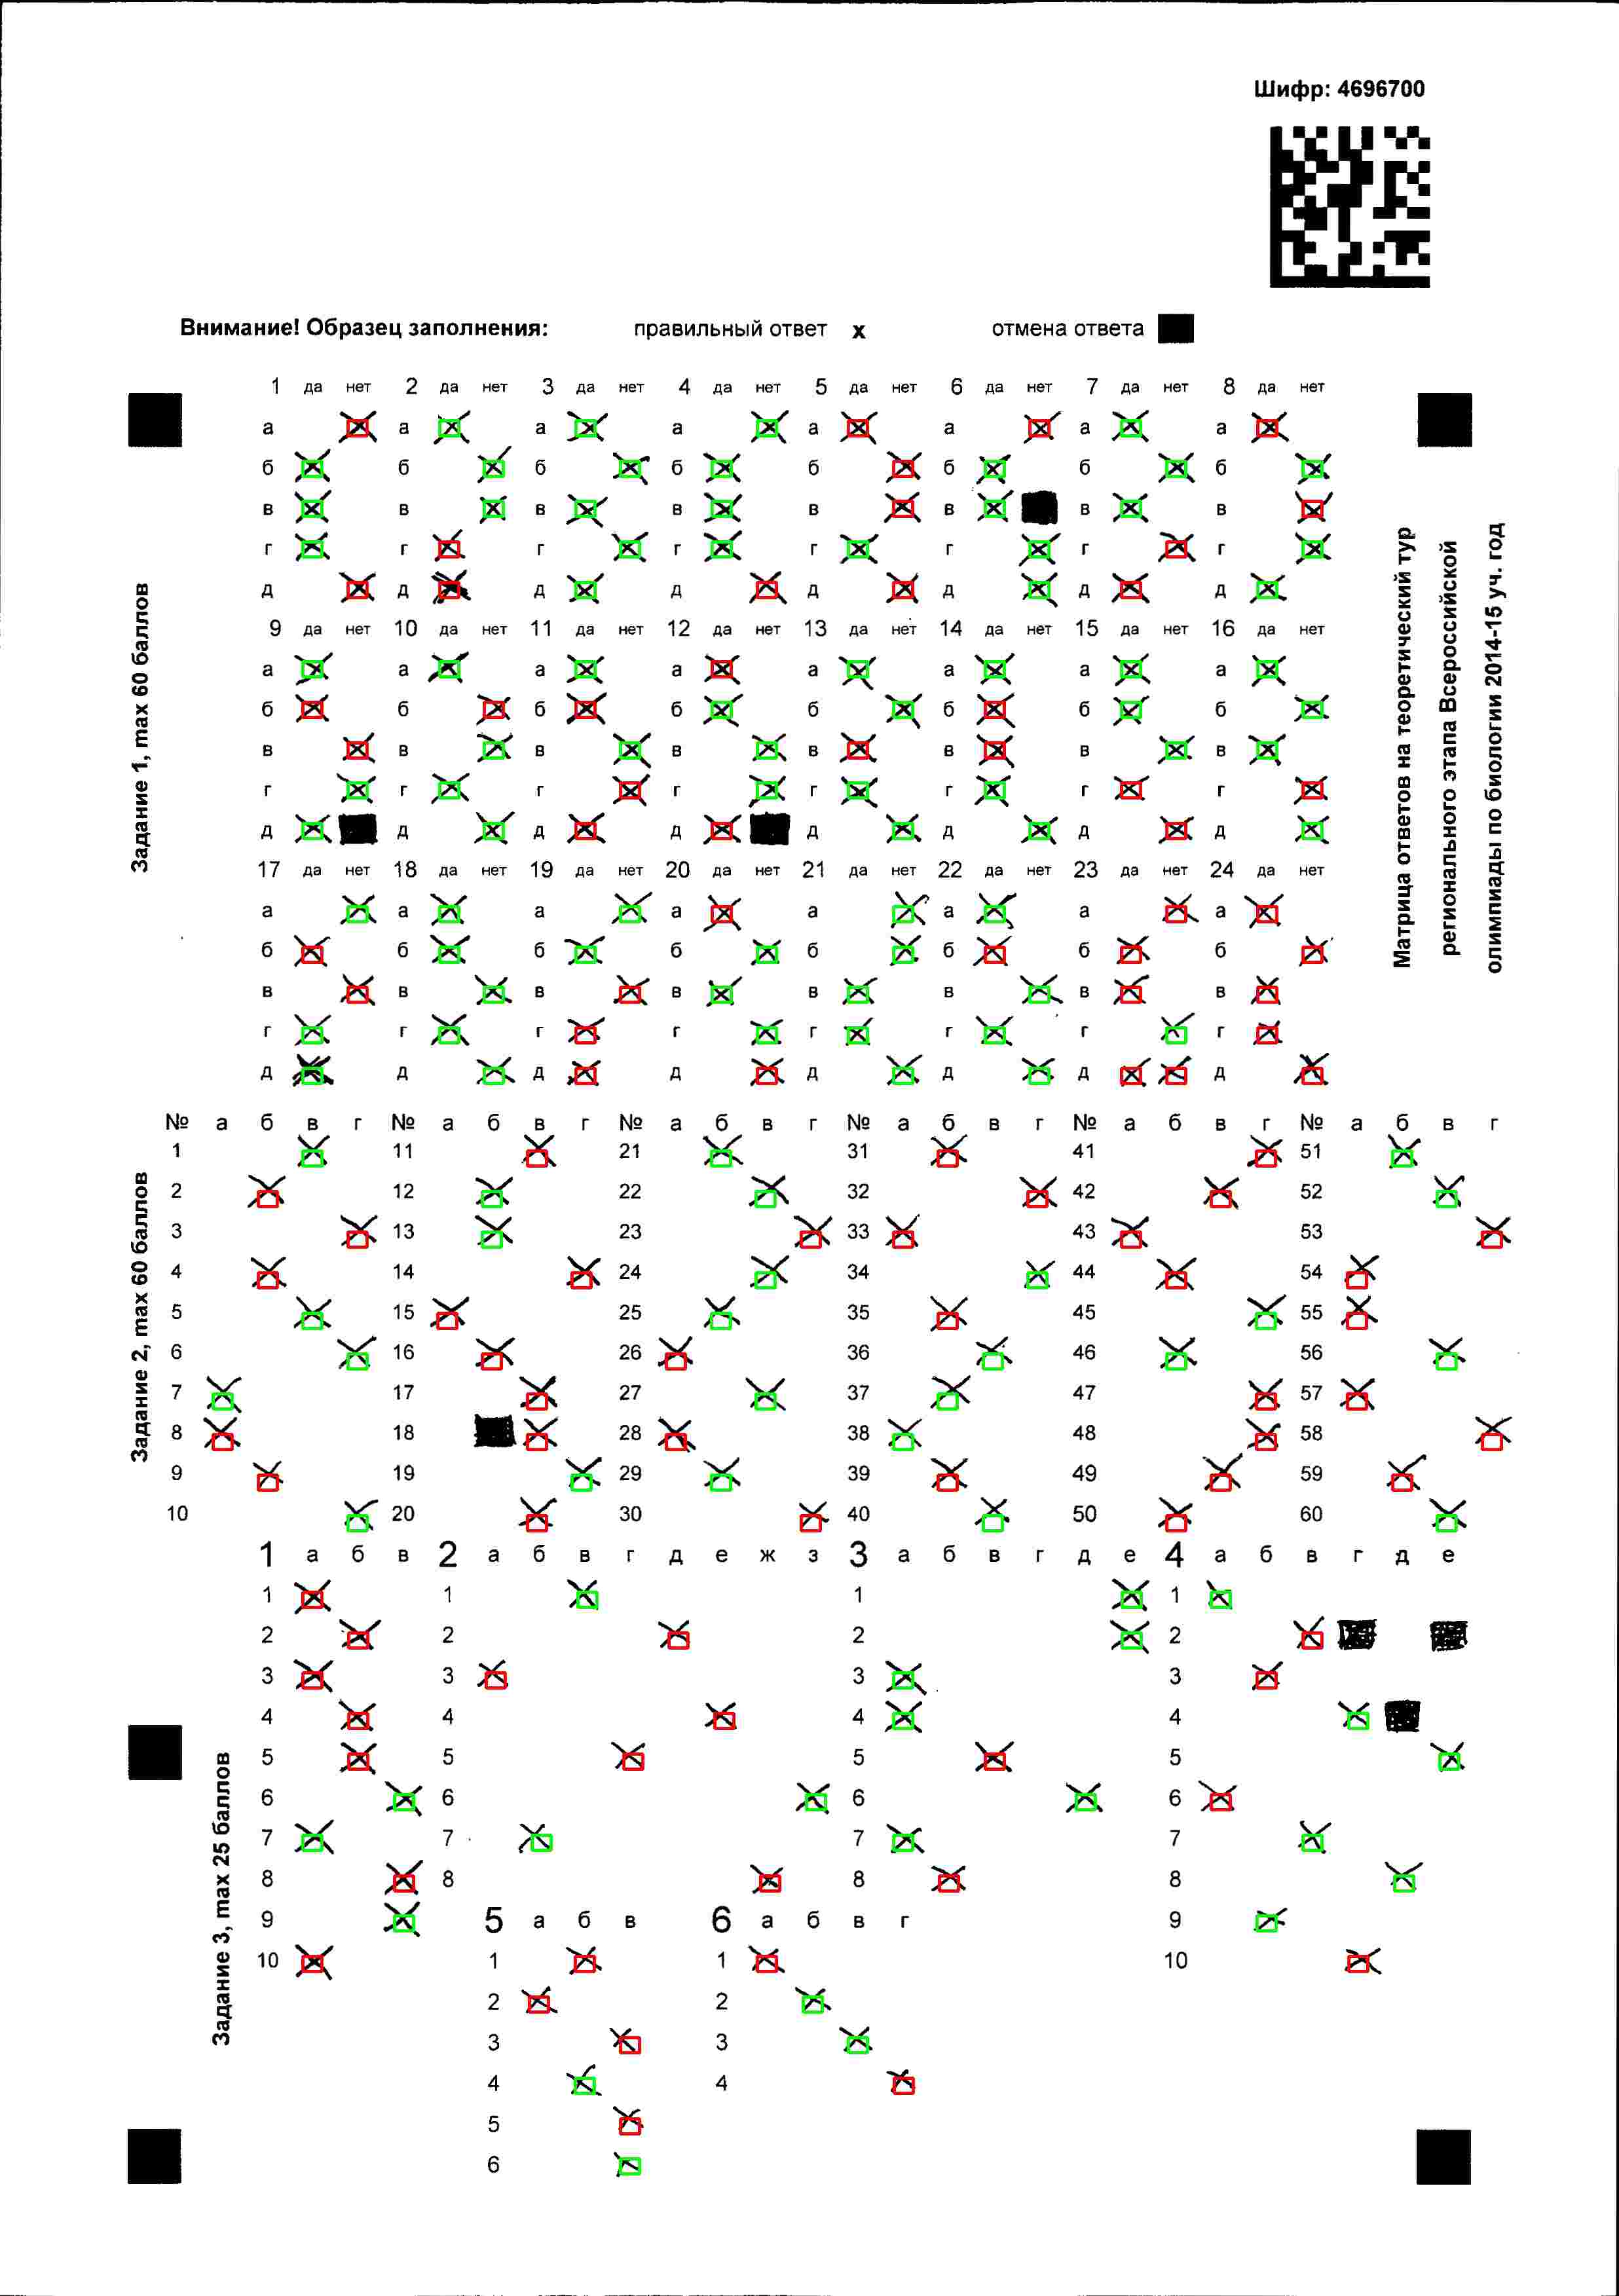 Шифр: 4696700
Внимание! Образец заполнения: правильный ответ x отмена ответа
1 да нет 2 да нет 3 да нет 4 да нет 5 да нет 6 да нет 7 да нет 8 да нет
а а а а а а а а
б б б б б б б б
в в в в в в в в
г г г г г г г г
д д д д д д д д
9 да нет 10 да нет 11 да нет 12 да нет 13 да нет 14 да нет 15 да нет 16 да нет
а а а а а а а а
б б б б б б б б
в в в в в в в в
г г г г г г г г
д д д д д д д д
17 да нет 18 да нет 19 да нет 20 да нет 21 да нет 22 да нет 23 да нет 24 да нет
а а а а а а а а
б б б б б б б б
в в в в в в в в
г г г г г г г г
д д д д д д д д
Задание 1, max 60 баллов
Матрица ответов на теоретический тур
регионального этапа Всероссийской
олимпиады по биологии 2014-15 уч. год
№ а б в г № а б в г № а б в г № а б в г № а б в г № а б в г
1 11 21 31 41 51
2 12 22 32 42 52
3 13 23 33 43 53
4 14 24 34 44 54
5 15 25 35 45 55
6 16 26 36 46 56
7 17 27 37 47 57
8 18 28 38 48 58
9 19 29 39 49 59
10 20 30 40 50 60
Задание 2, max 60 баллов
1 а б в 2 а б в г д е ж з 3 а б в г д е 4 а б в г д е
1 1 1 1
2 2 2 2
3 3 3 3
4 4 4 4
5 5 5 5
6 6 6 6
7 7 7 7
8 8 8 8
9 5 а б в 6 а б в г 9
10 1 1 10
2 2
3 3
4 4
5
6
Задание 3, max 25 баллов